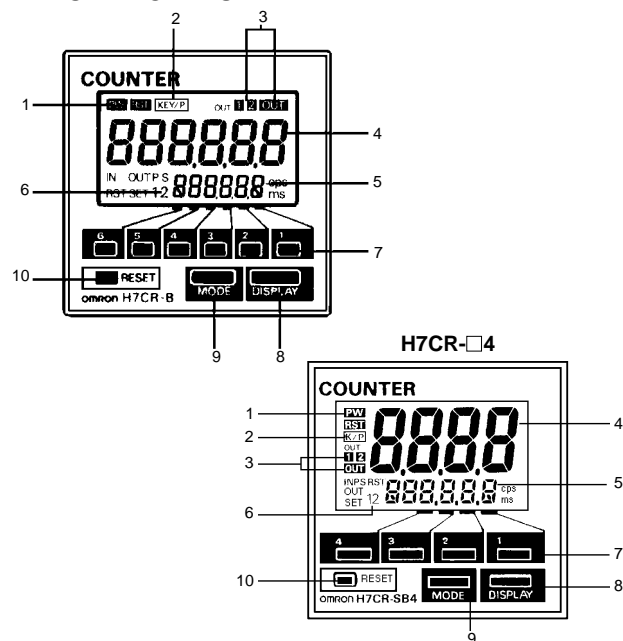 2
3
COUNTER
1
PW RST KEY/P OUT 1 2 OUT
888888
4
IN OUT P S
888888 cps
5
6
RST SET 12
ms
6 5 4 3 2 1
7
10
RESET
MODE
DISPLAY
OMRON H7CR-B
9
8
H7CR-□4
COUNTER
1
PW
8888
4
RST
2
K/P
OUT
3
1 2
OUT
INPS RST
888888
cps
5
OUT
6
SET
12
ms
4 3 2 1
7
10
RESET
8
OMRON H7CR-SB4
MODE
DISPLAY
9